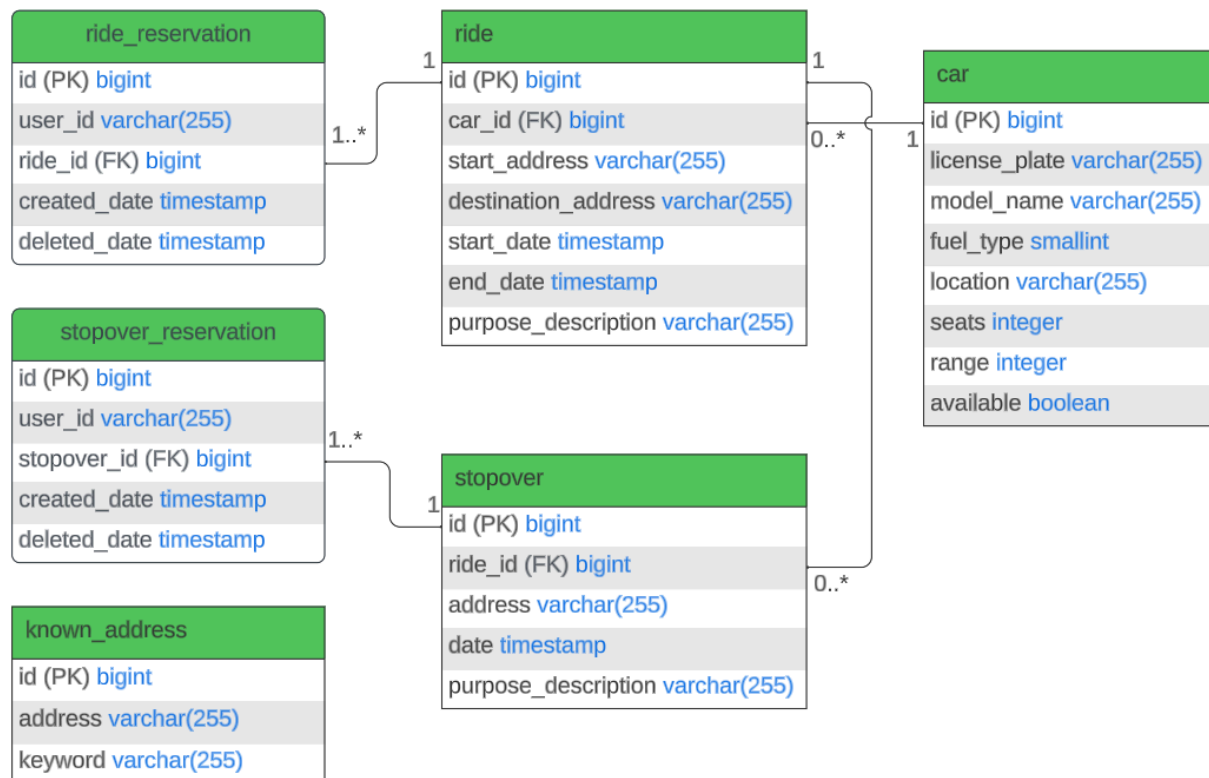 ride_reservation
id (PK) bigint
user_id varchar(255)
ride_id (FK) bigint
created_date timestamp
deleted_date timestamp
1..*
1
ride
id (PK) bigint
car_id (FK) bigint
start_address varchar(255)
destination_address varchar(255)
start_date timestamp
end_date timestamp
purpose_description varchar(255)
1
0..*
1
car
id (PK) bigint
license_plate varchar(255)
model_name varchar(255)
fuel_type smallint
location varchar(255)
seats integer
range integer
available boolean
stopover_reservation
id (PK) bigint
user_id varchar(255)
stopover_id (FK) bigint
created_date timestamp
deleted_date timestamp
1..*
1
stopover
id (PK) bigint
ride_id (FK) bigint
address varchar(255)
date timestamp
purpose_description varchar(255)
0..*
known_address
id (PK) bigint
address varchar(255)
keyword varchar(255)